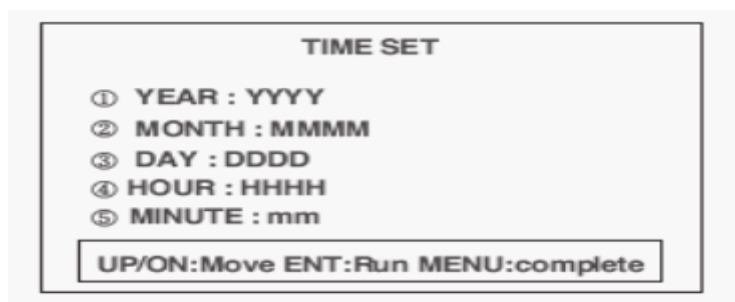 TIME SET
① YEAR : YYYY
② MONTH : MMMM
③ DAY : DDDD
④ HOUR : HHHH
⑤ MINUTE : mm
UP/ON:Move ENT:Run MENU:complete